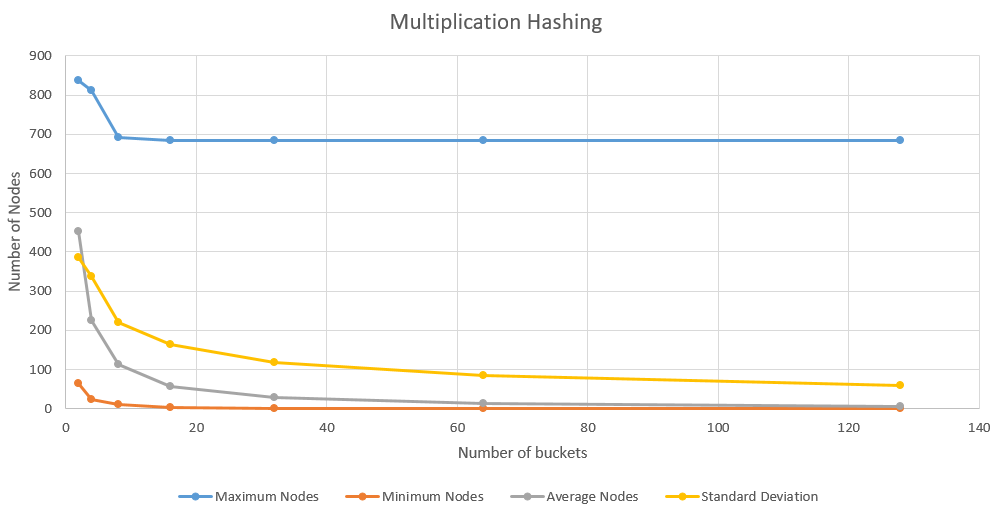 Multiplication Hashing
900
800
700
600
500
400
300
200
100
0
Number of Nodes
0 20 40 60 80 100 120 140
Number of buckets
Maximum Nodes Minimum Nodes Average Nodes Standard Deviation